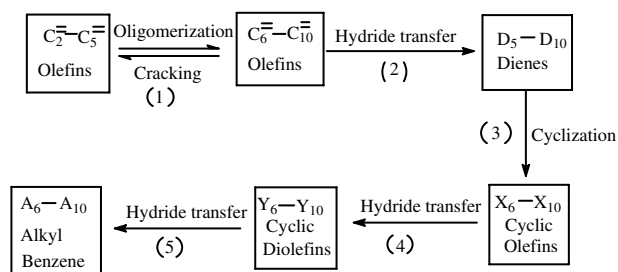 C₂⁼–C₅⁼
Olefins
Oligomerization
Cracking
(1)
C₆⁼–C₁₀⁼
Olefins
Hydride transfer
(2)
D₅–D₁₀
Dienes
(3)
Cyclization
X₆–X₁₀
Cyclic
Olefins
Hydride transfer
(4)
Y₆–Y₁₀
Cyclic
Diolefins
Hydride transfer
(5)
A₆–A₁₀
Alkyl
Benzene